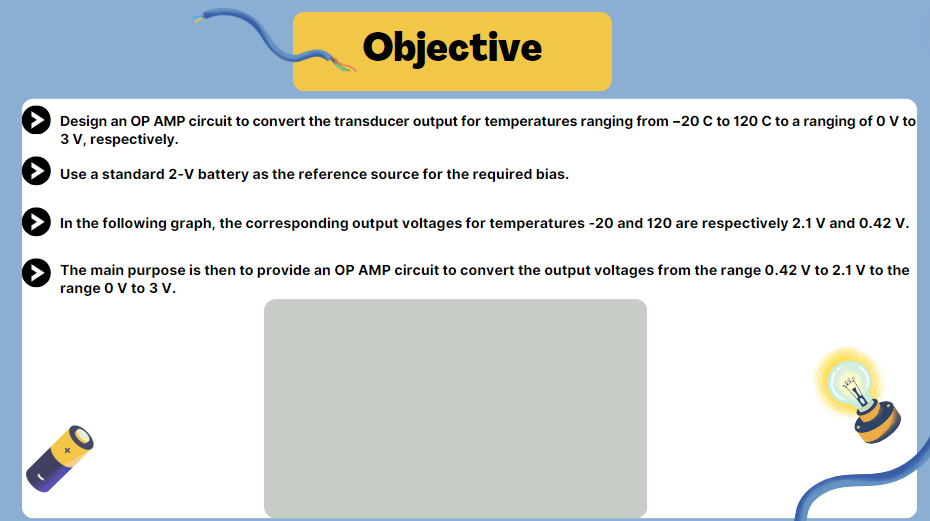 Objective
Design an OP AMP circuit to convert the transducer output for temperatures ranging from −20 C to 120 C to a ranging of 0 V to
3 V, respectively.
Use a standard 2-V battery as the reference source for the required bias.
In the following graph, the corresponding output voltages for temperatures -20 and 120 are respectively 2.1 V and 0.42 V.
The main purpose is then to provide an OP AMP circuit to convert the output voltages from the range 0.42 V to 2.1 V to the
range 0 V to 3 V.